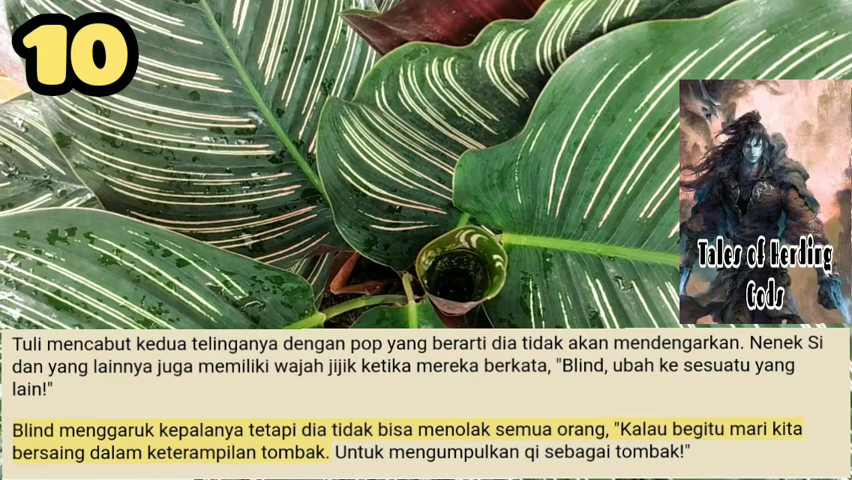 10
Tales of Herding
Gods
Tuli mencabut kedua telinganya dengan pop yang berarti dia tidak akan mendengarkan. Nenek Si
dan yang lainnya juga memiliki wajah jijik ketika mereka berkata, "Blind, ubah ke sesuatu yang
lain!"
Blind menggaruk kepalanya tetapi dia tidak bisa menolak semua orang, "Kalau begitu mari kita
bersaing dalam keterampilan tombak. Untuk mengumpulkan qi sebagai tombak!"